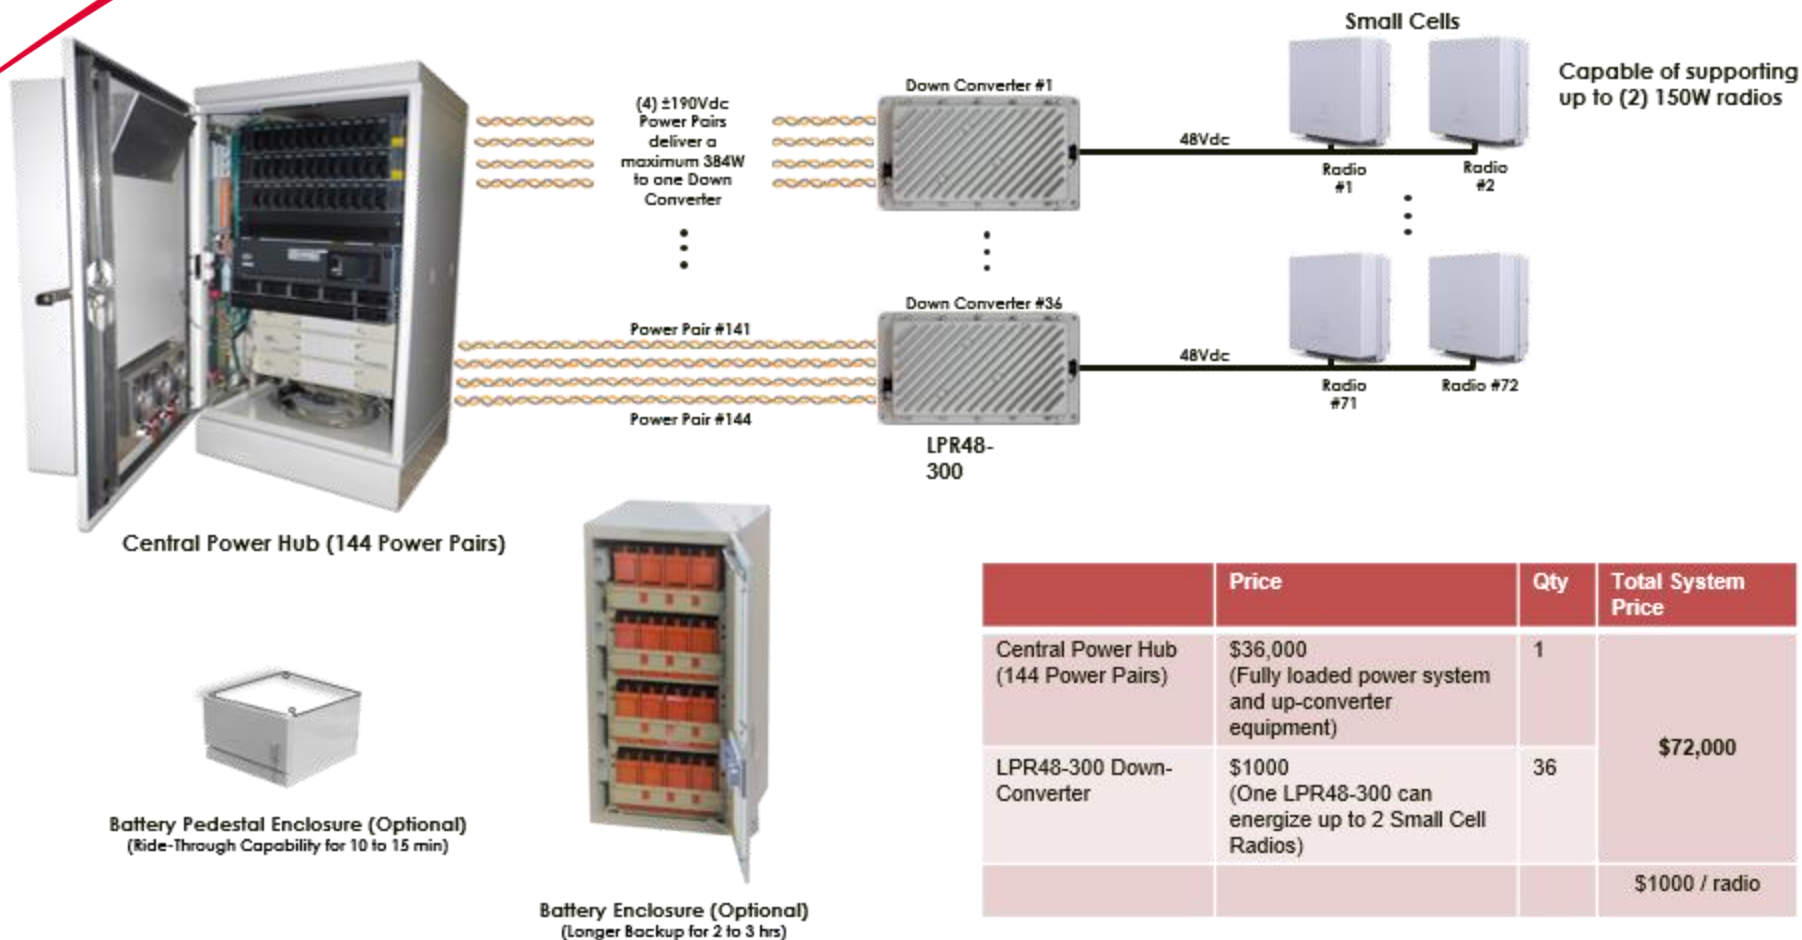 Small Cells
Capable of supporting
up to (2) 150W radios
(4) ±190Vdc
Power Pairs
deliver a
maximum 384W
to one Down
Converter
Down Converter #1
48Vdc
Radio
#1
Radio
#2
Down Converter #36
Power Pair #141
48Vdc
Radio
#71
Radio #72
Power Pair #144
LPR48-
300
Central Power Hub (144 Power Pairs)
Battery Pedestal Enclosure (Optional)
(Ride-Through Capability for 10 to 15 min)
Battery Enclosure (Optional)
(Longer Backup for 2 to 3 hrs)
Price
Qty
Total System
Price
Central Power Hub
(144 Power Pairs)
$36,000
(Fully loaded power system
and up-converter
equipment)
1
$72,000
LPR48-300 Down-
Converter
$1000
(One LPR48-300 can
energize up to 2 Small Cell
Radios)
36
$1000 / radio